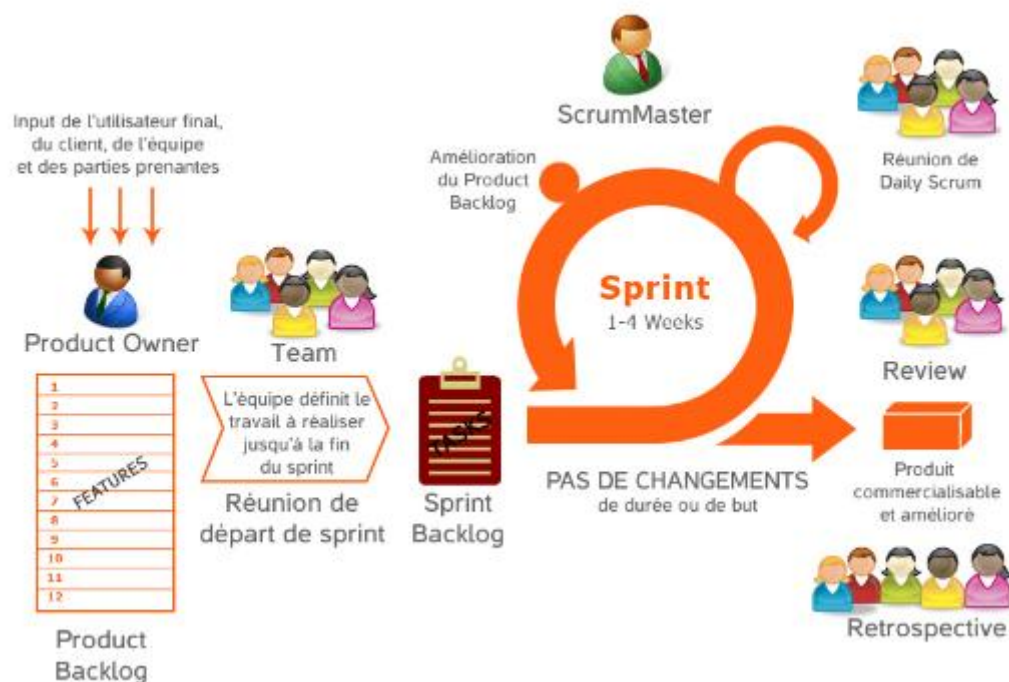 Input de l'utilisateur final,
du client, de l'équipe
et des parties prenantes
Product Owner
1
2
3
4
5
6
7
8
9
10
11
12
FEATURES
Product
Backlog
Team
L'équipe définit le
travail à réaliser
jusqu'à la fin
du sprint
Réunion de
départ de sprint
TASKS
Sprint
Backlog
ScrumMaster
Amélioration
du Product
Backlog
Sprint
1-4 Weeks
PAS DE CHANGEMENTS
de durée ou de but
Réunion de
Daily Scrum
Review
Produit
commercialisable
et amélioré
Retrospective